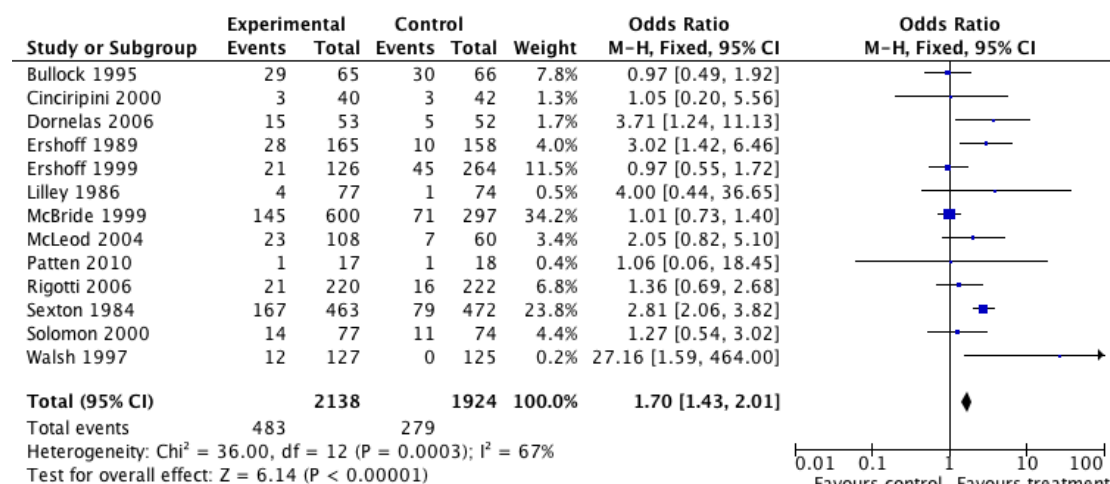 Experimental Control Odds Ratio Odds Ratio
Study or Subgroup Events Total Events Total Weight M-H, Fixed, 95% CI M-H, Fixed, 95% CI
Bullock 1995 29 65 30 66 7.8% 0.97 [0.49, 1.92]
Cinciripini 2000 3 40 3 42 1.3% 1.05 [0.20, 5.56]
Dornelas 2006 15 53 5 52 1.7% 3.71 [1.24, 11.13]
Ershoff 1989 28 165 10 158 4.0% 3.02 [1.42, 6.46]
Ershoff 1999 21 126 45 264 11.5% 0.97 [0.55, 1.72]
Lilley 1986 4 77 1 74 0.5% 4.00 [0.44, 36.65]
McBride 1999 145 600 71 297 34.2% 1.01 [0.73, 1.40]
McLeod 2004 23 108 7 60 3.4% 2.05 [0.82, 5.10]
Patten 2010 1 17 1 18 0.4% 1.06 [0.06, 18.45]
Rigotti 2006 21 220 16 222 6.8% 1.36 [0.69, 2.68]
Sexton 1984 167 463 79 472 23.8% 2.81 [2.06, 3.82]
Solomon 2000 14 77 11 74 4.4% 1.27 [0.54, 3.02]
Walsh 1997 12 127 0 125 0.2% 27.16 [1.59, 464.00]
Total (95% CI) 2138 1924 100.0% 1.70 [1.43, 2.01]
Total events 483 279
Heterogeneity: Chi² = 36.00, df = 12 (P = 0.0003); I² = 67%
Test for overall effect: Z = 6.14 (P < 0.00001)
0.01 0.1 1 10 100
Favours control Favours treatment